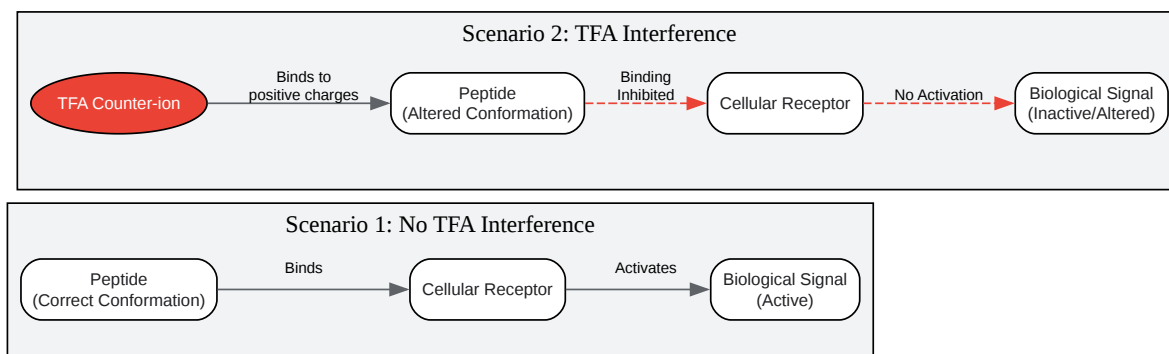 Scenario 2: TFA Interference
TFA Counter-ion
Binds to
positive charges
Peptide
(Altered Conformation)
Binding
Inhibited
Cellular Receptor
No Activation
Biological Signal
(Inactive/Altered)
Scenario 1: No TFA Interference
Peptide
(Correct Conformation)
Binds
Cellular Receptor
Activates
Biological Signal
(Active)